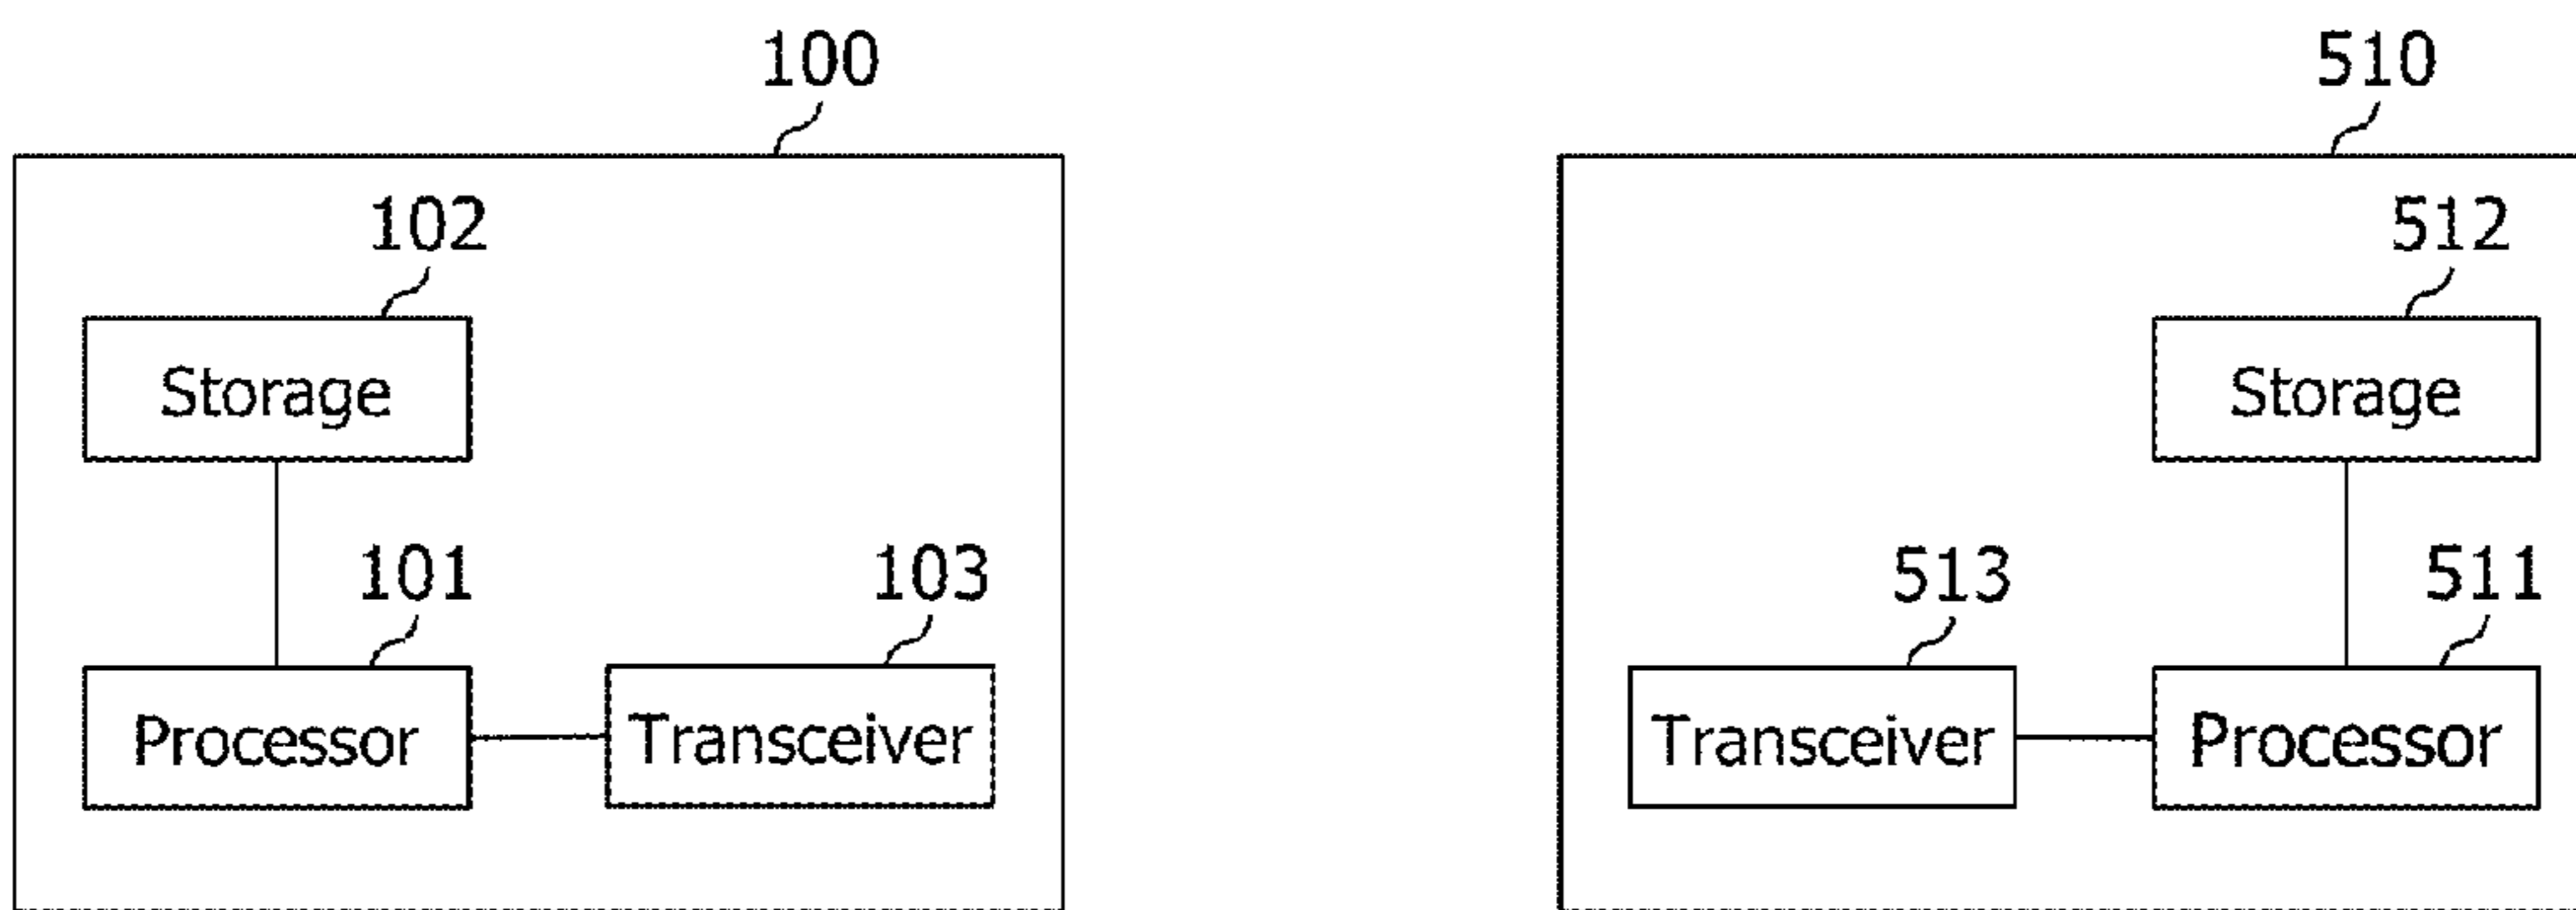 100
510
102
512
Storage
Storage
101
103
513
511
Processor
Transceiver
Transceiver
Processor